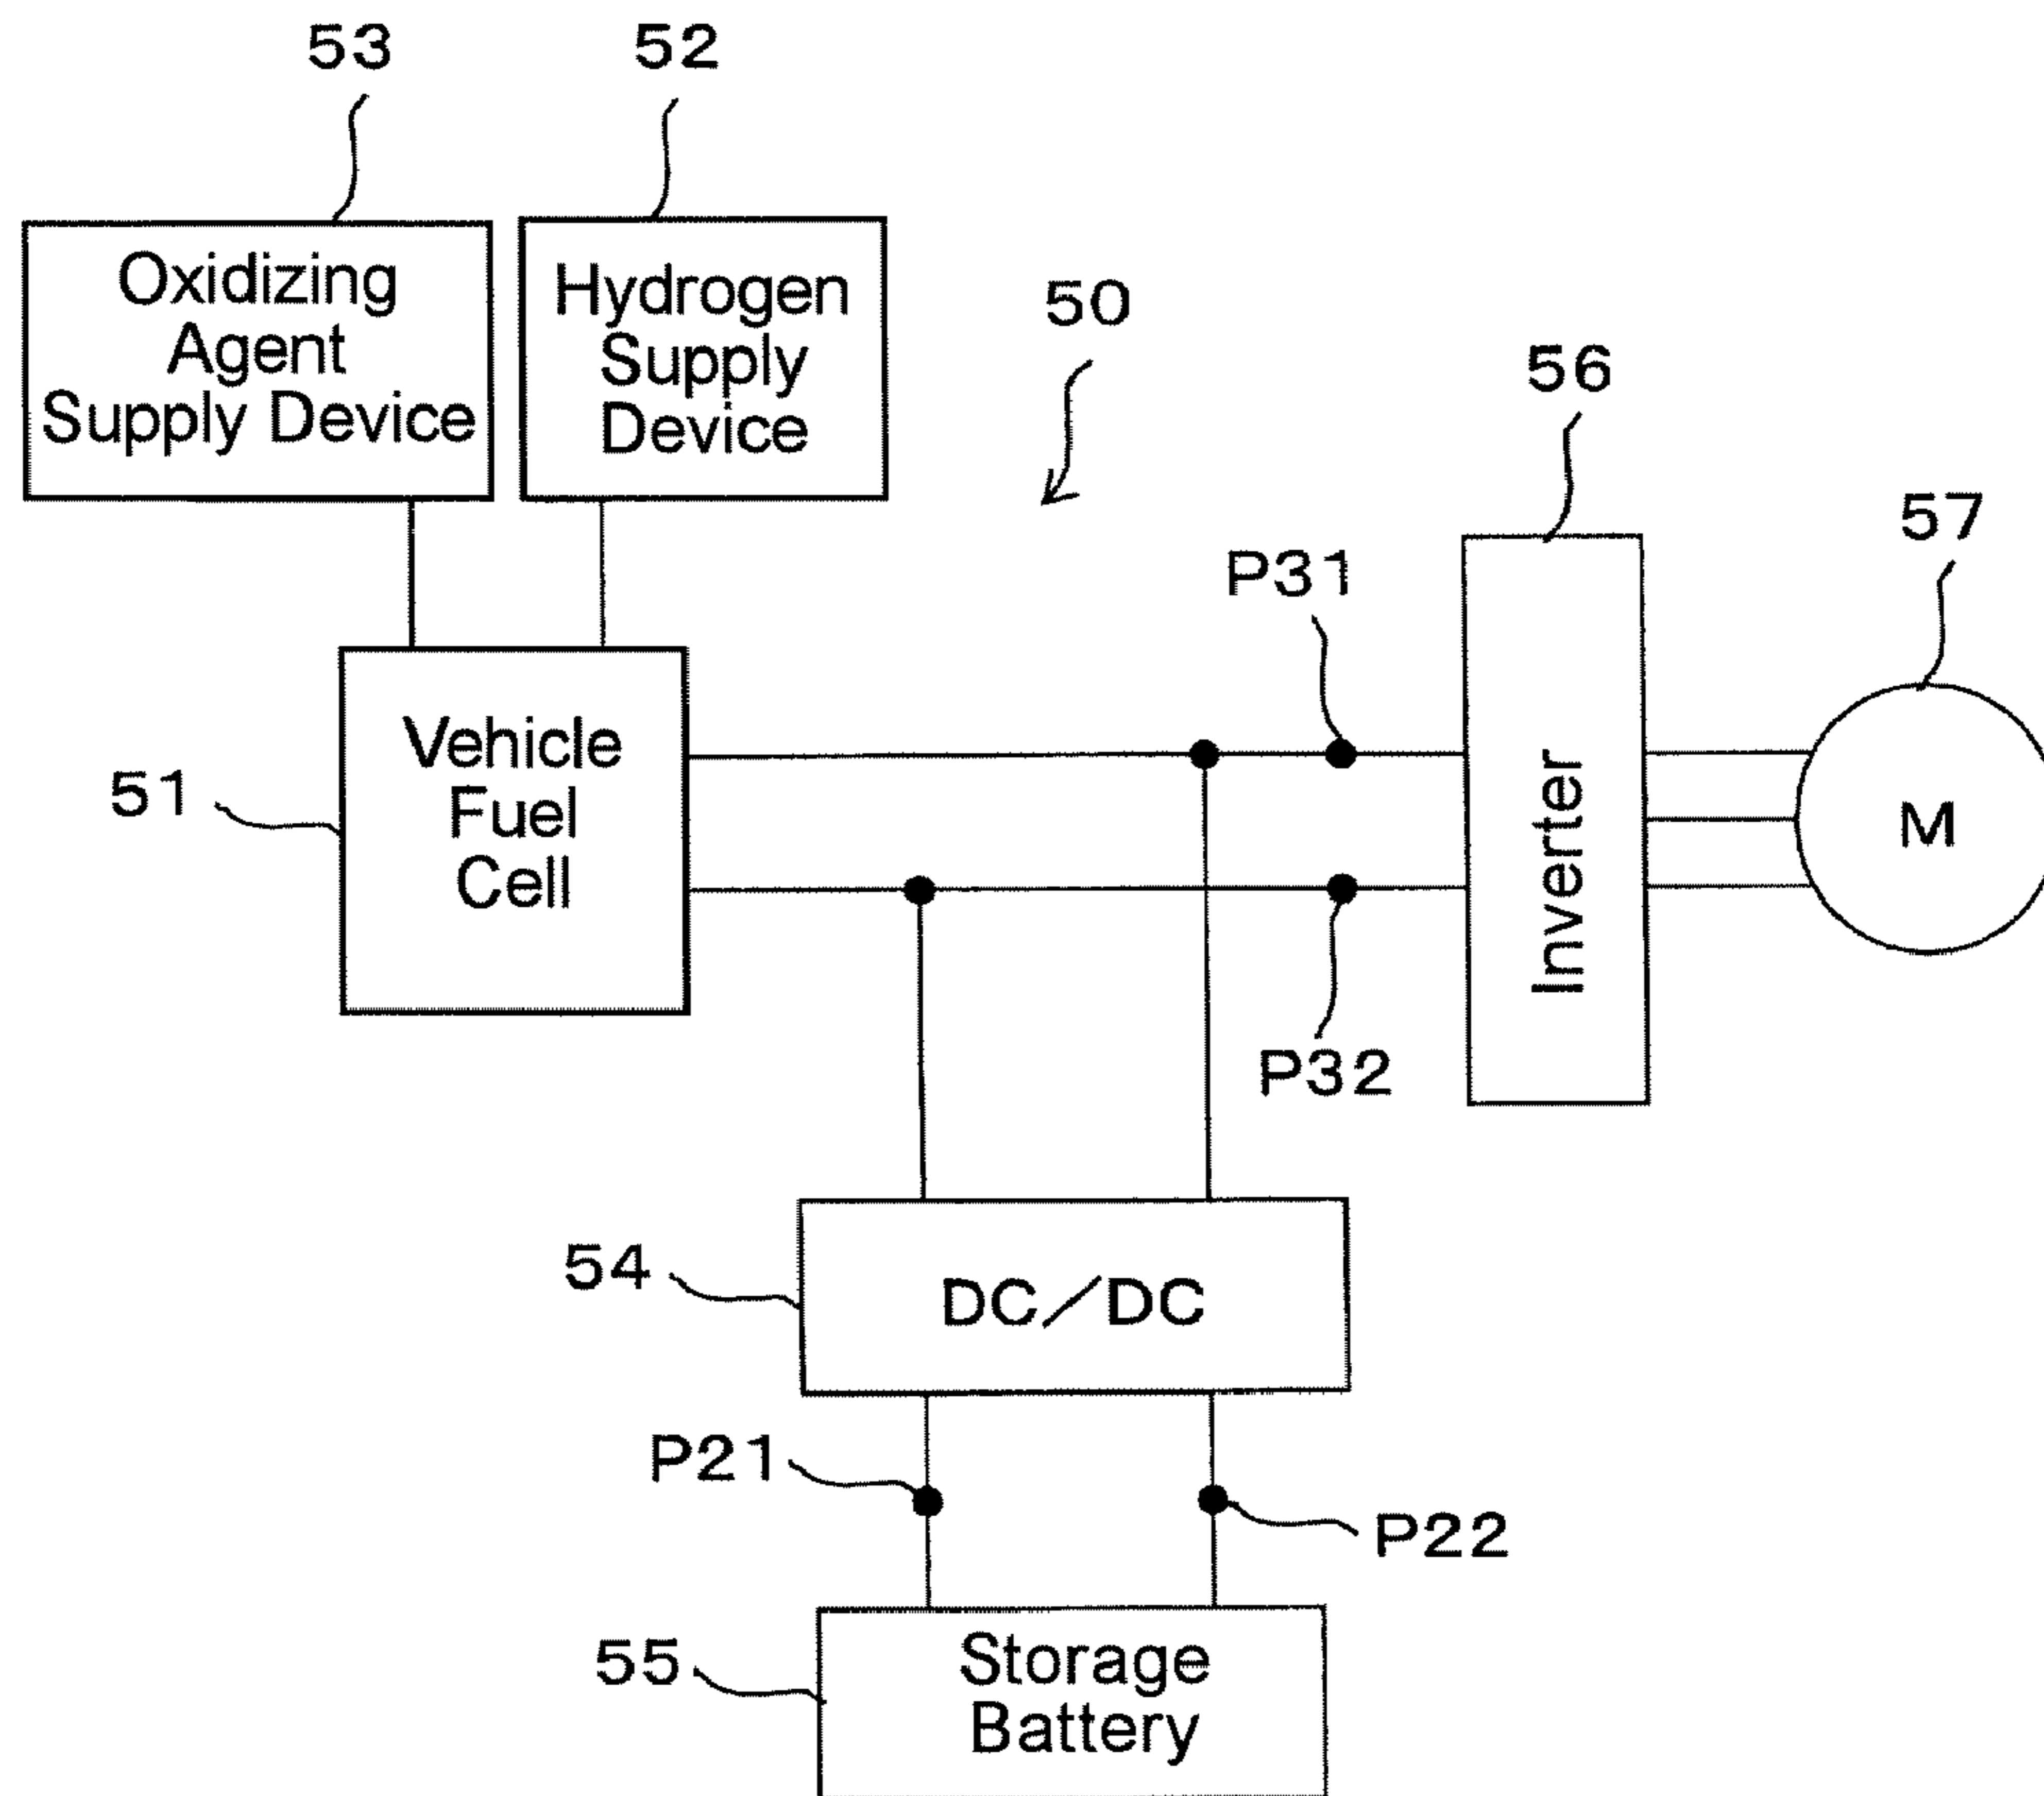 53
52
Oxidizing
Agent
Supply Device
Hydrogen
Supply
Device
50
56
57
P31
Vehicle
Fuel
Cell
51
Inverter
M
P32
54
DC/DC
P21
P22
55
Storage
Battery